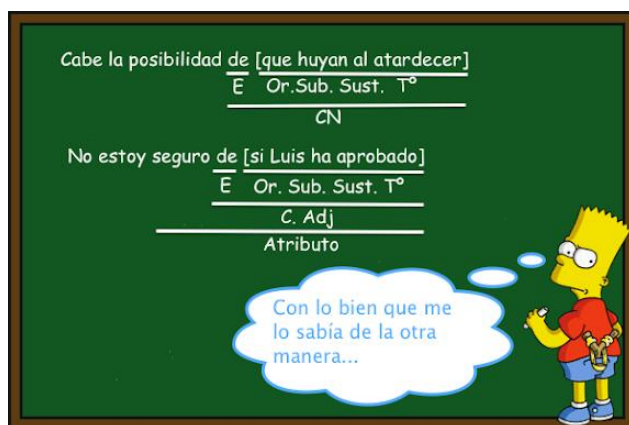 Cabe la posibilidad de [que huyan al atardecer]
E Or.Sub. Sust. Tº
CN
No estoy seguro de [si Luis ha aprobado]
E Or. Sub. Sust. Tº
C. Adj
Atributo
Con lo bien que me
lo sabía de la otra
manera...